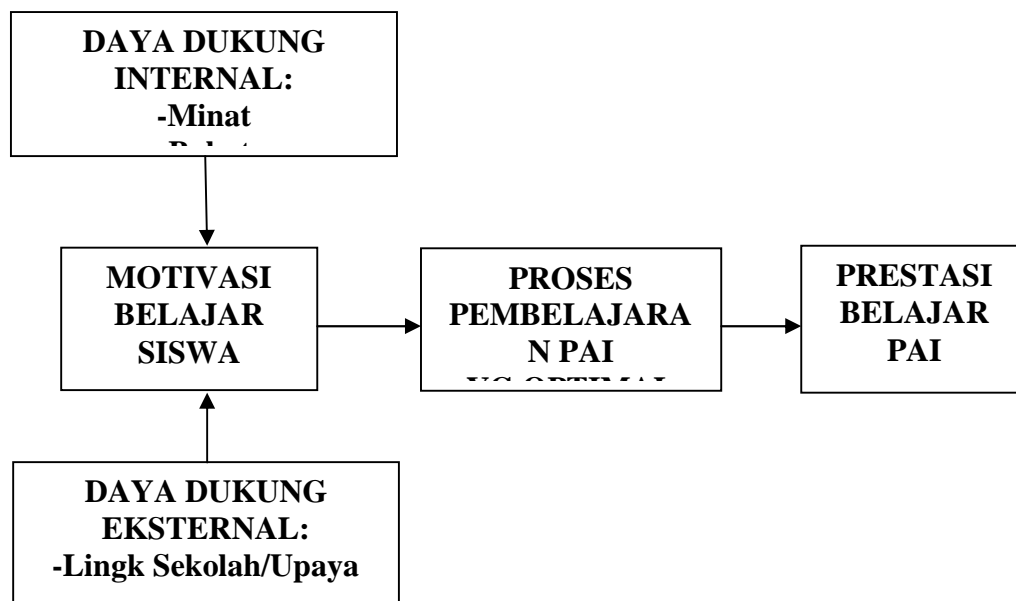 DAYA DUKUNG
INTERNAL:
-Minat
MOTIVASI
BELAJAR
SISWA
PROSES
PEMBELAJARA
N PAI
PRESTASI
BELAJAR
PAI
DAYA DUKUNG
EKSTERNAL:
-Lingk Sekolah/Upaya